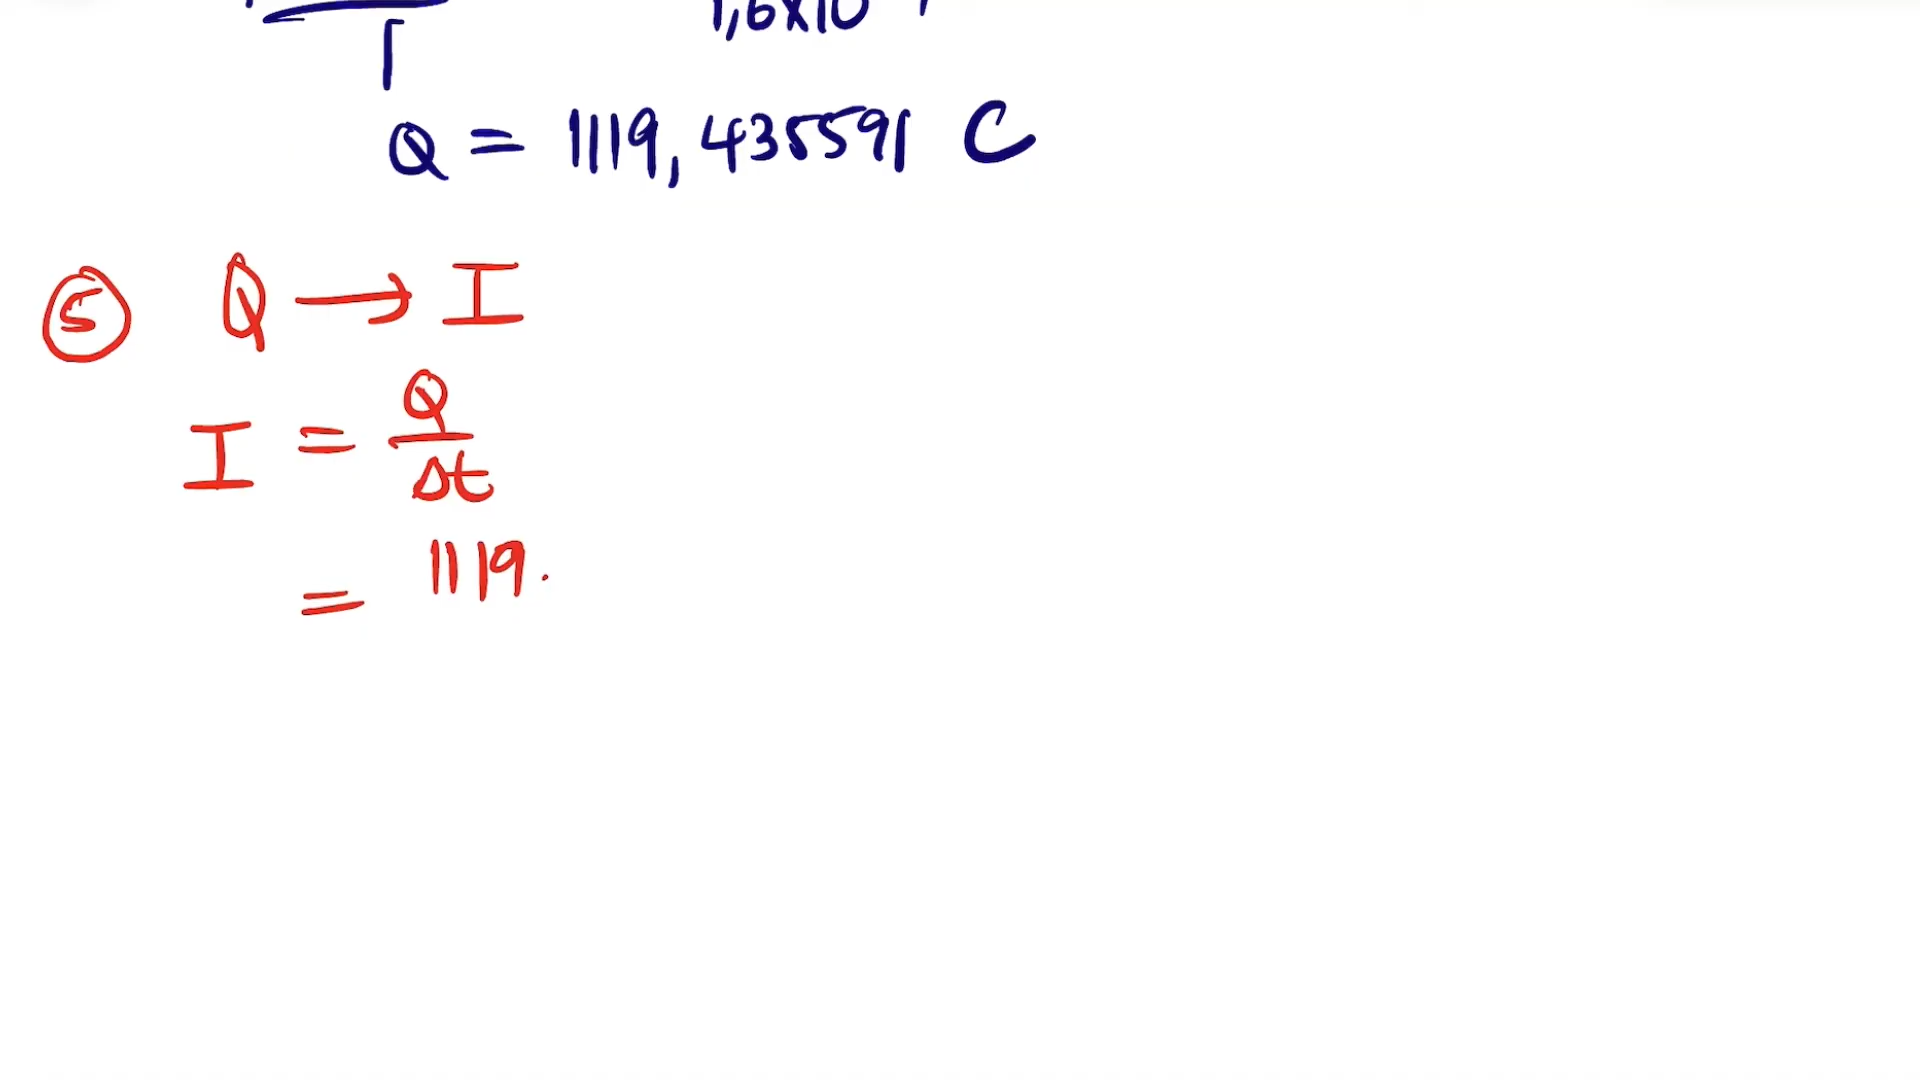 1,6x10
Q = 1119,435591 C
⑤ Q → I
I = Q
Δt
= 1119.